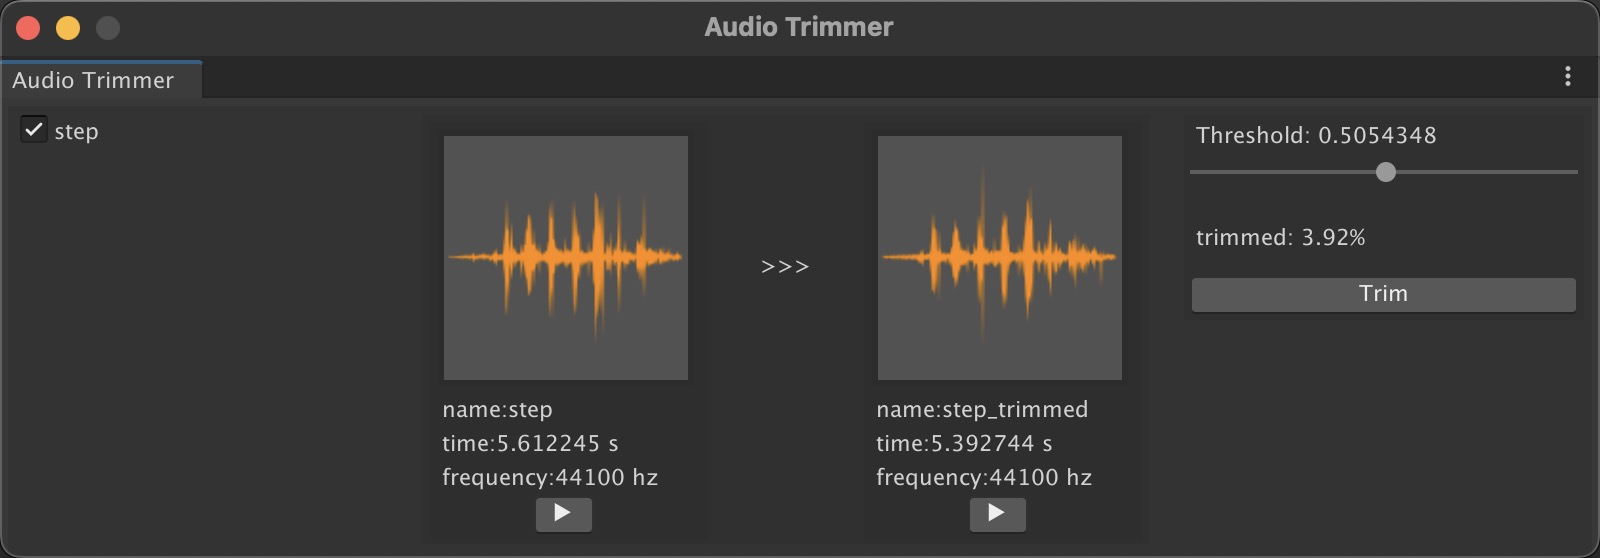 Audio Trimmer
Audio Trimmer
step
name:step
time:5.612245 s
frequency:44100 hz
>>>
name:step_trimmed
time:5.392744 s
frequency:44100 hz
Threshold: 0.5054348
trimmed: 3.92%
Trim